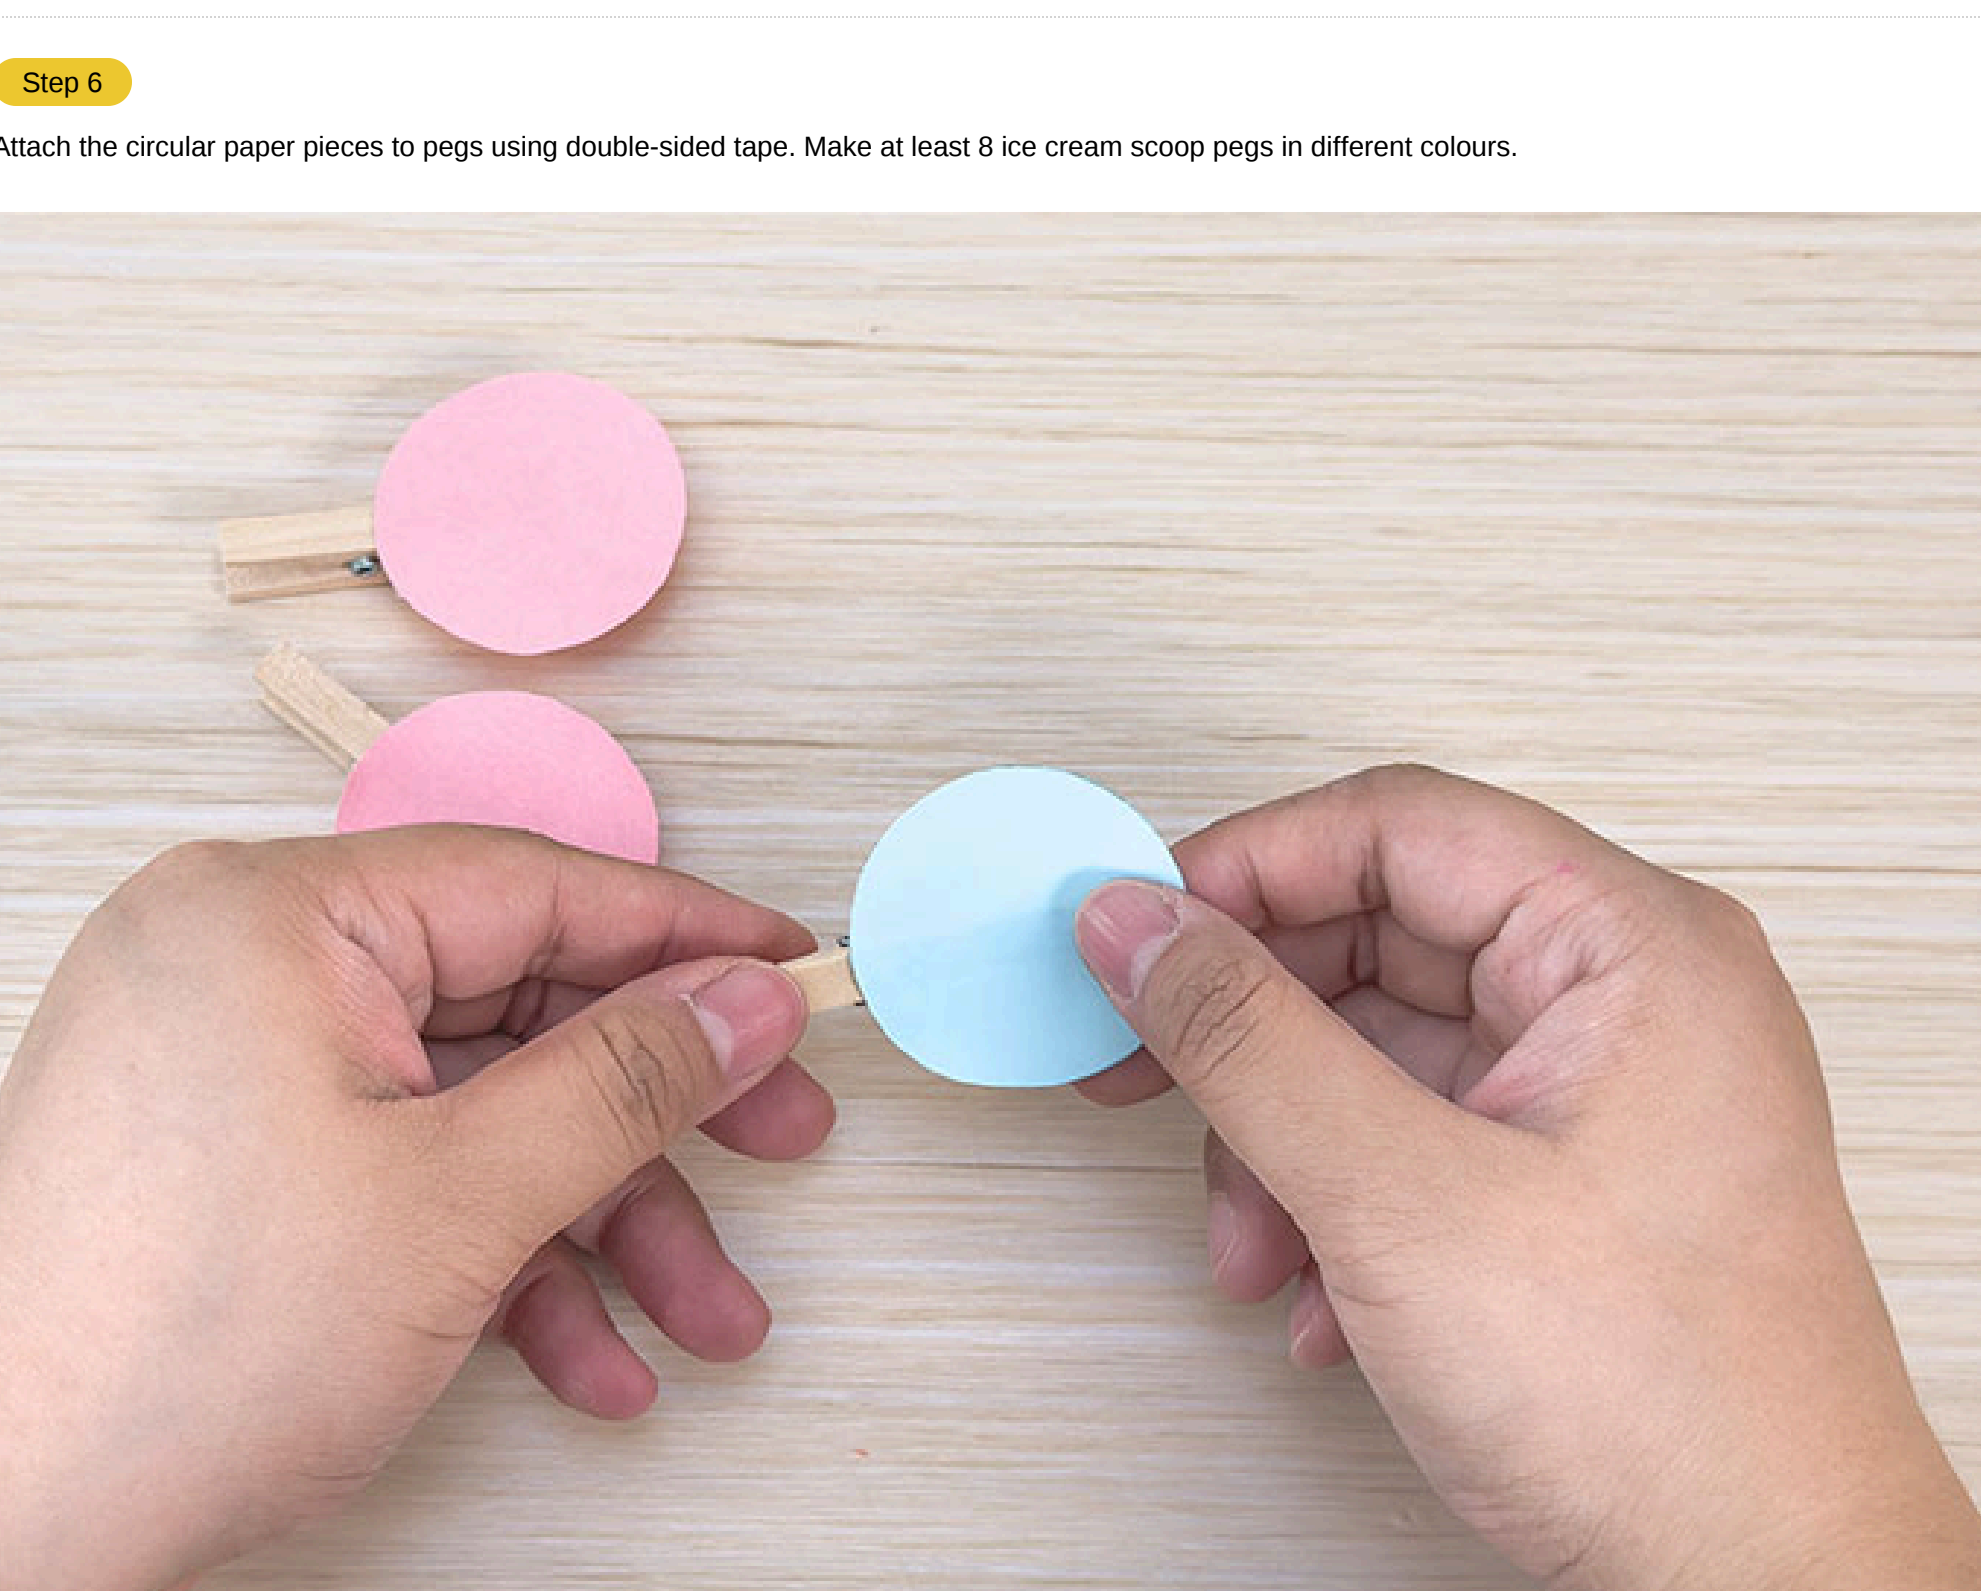 Step 6
Attach the circular paper pieces to pegs using double-sided tape. Make at least 8 ice cream scoop pegs in different colours.